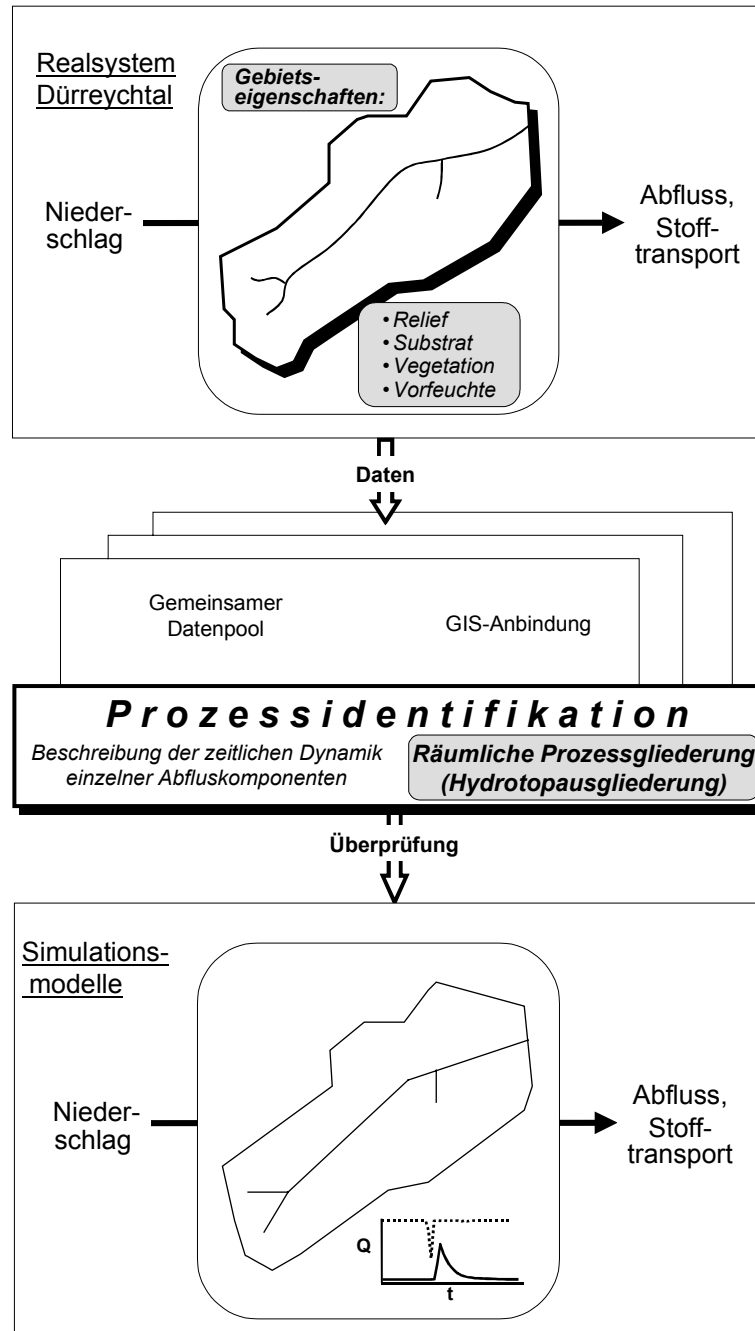 Realsystem
Dürreychtal
Gebiets-
eigenschaften:
Nieder-
schlag
Abfluss,
Stoff-
transport
• Relief
• Substrat
• Vegetation
• Vorfeuchte
Daten
Gemeinsamer
Datenpool
GIS-Anbindung
Prozessidentifikation
Beschreibung der zeitlichen Dynamik
einzelner Abfluskomponenten
Räumliche Prozessgliederung
(Hydrotopausgliederung)
Überprüfung
Simulations-
modelle
Nieder-
schlag
Abfluss,
Stoff-
transport
Q
t